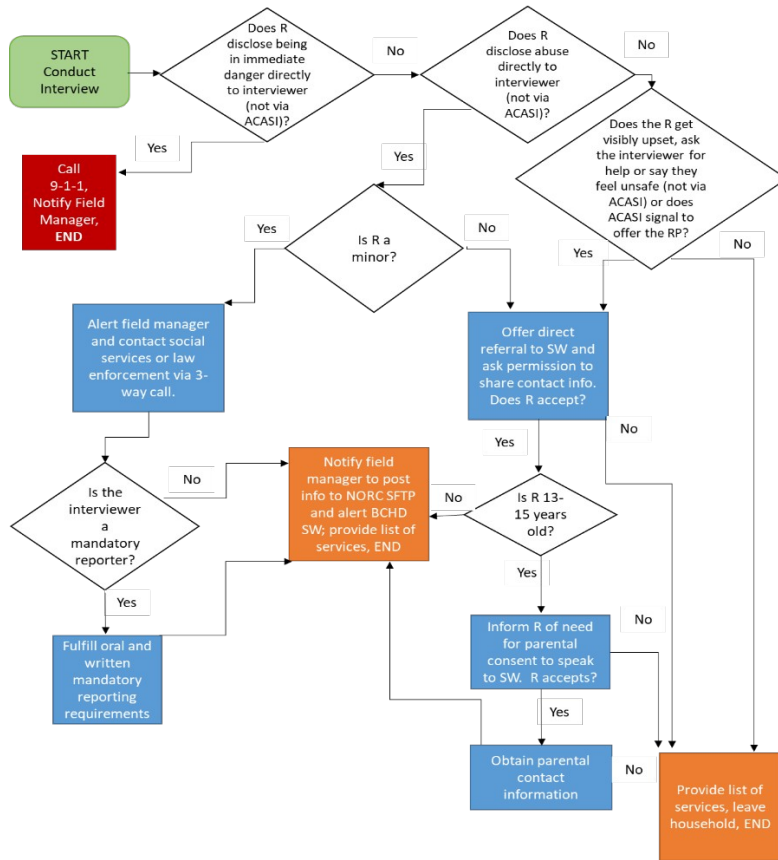 START
Conduct
Interview
Does R
disclose being
in immediate
danger directly
to interviewer
(not via
ACASI)?
No
Does R
disclose abuse
directly to
interviewer
(not via
ACASI)?
No
Yes
Call
9-1-1,
Notify Field
Manager,
END
Yes
Does the R get
visibly upset, ask
the interviewer for
help or say they
feel unsafe (not via
ACASI) or does
ACASI signal to
offer the RP?
Yes
Is R a
minor?
No
Yes
No
Alert field manager
and contact social
services or law
enforcement via 3-
way call.
Offer direct
referral to SW and
ask permission to
share contact info.
Does R accept?
No
Yes
Is the
interviewer
a
mandatory
reporter?
No
Notify field
manager to post
info to NORC SFTP
and alert BCHD
SW; provide list of
services, END
No
Is R 13-
15 years
old?
Yes
Yes
Fulfill oral and
written
mandatory
reporting
requirements
Inform R of need
for parental
consent to speak
to SW.  R accepts?
No
Yes
Obtain parental
contact
information
No
Provide list of
services, leave
household, END